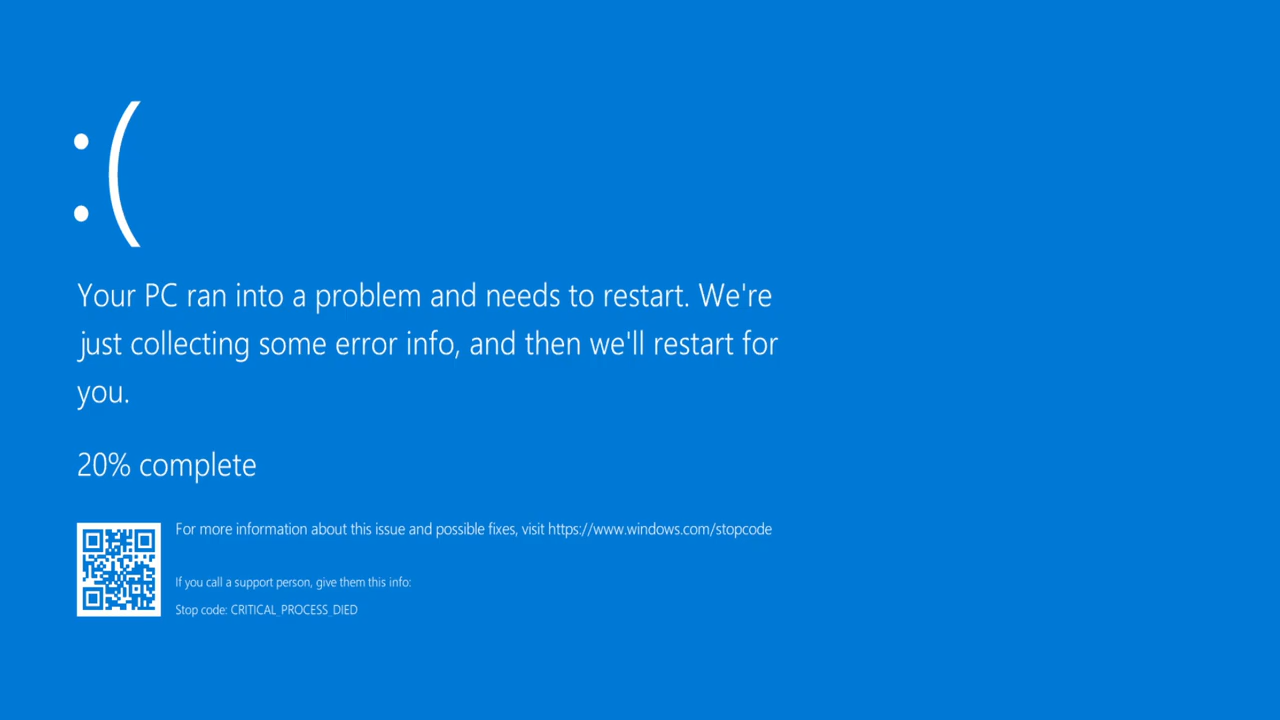 :(
Your PC ran into a problem and needs to restart. We're
just collecting some error info, and then we'll restart for
you.
20% complete
For more information about this issue and possible fixes, visit https://www.windows.com/stopcode
If you call a support person, give them this info:
Stop code: CRITICAL_PROCESS_DIED